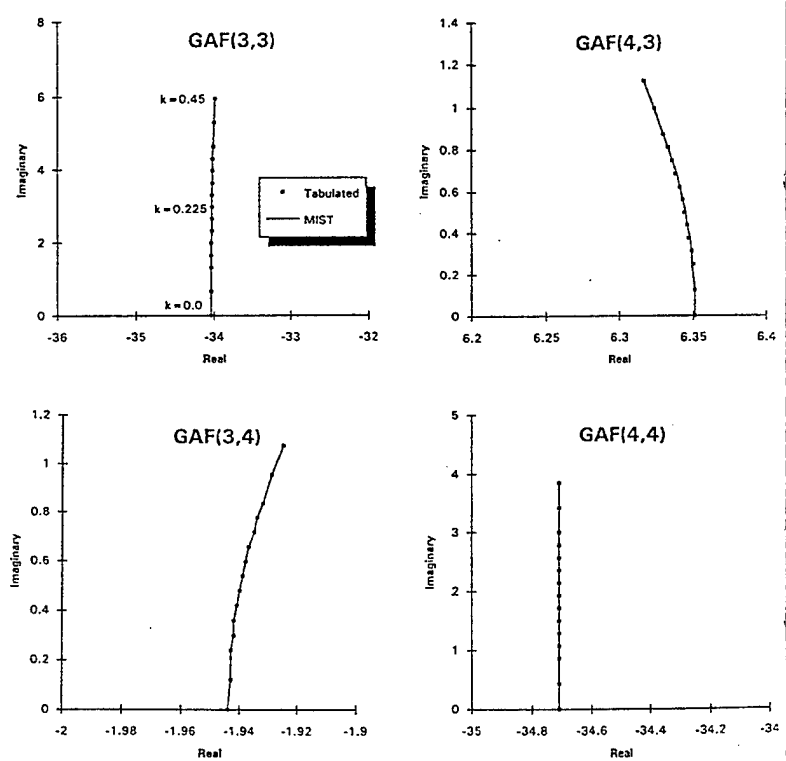 GAF(3,3)
8
6
4
2
0
Imaginary
k=0.45
k=0.225
k=0.0
-36
-35
-34
-33
-32
Real
Tabulated
MIST
GAF(4,3)
1.4
1.2
1
0.8
0.6
0.4
0.2
0
Imaginary
6.2
6.25
6.3
6.35
6.4
Real
GAF(3,4)
1.2
1
0.8
0.6
0.4
0.2
0
Imaginary
-2
-1.98
-1.96
-1.94
-1.92
-1.9
Real
GAF(4,4)
5
4
3
2
1
0
Imaginary
-35
-34.8
-34.6
-34.4
-34.2
-34
Real